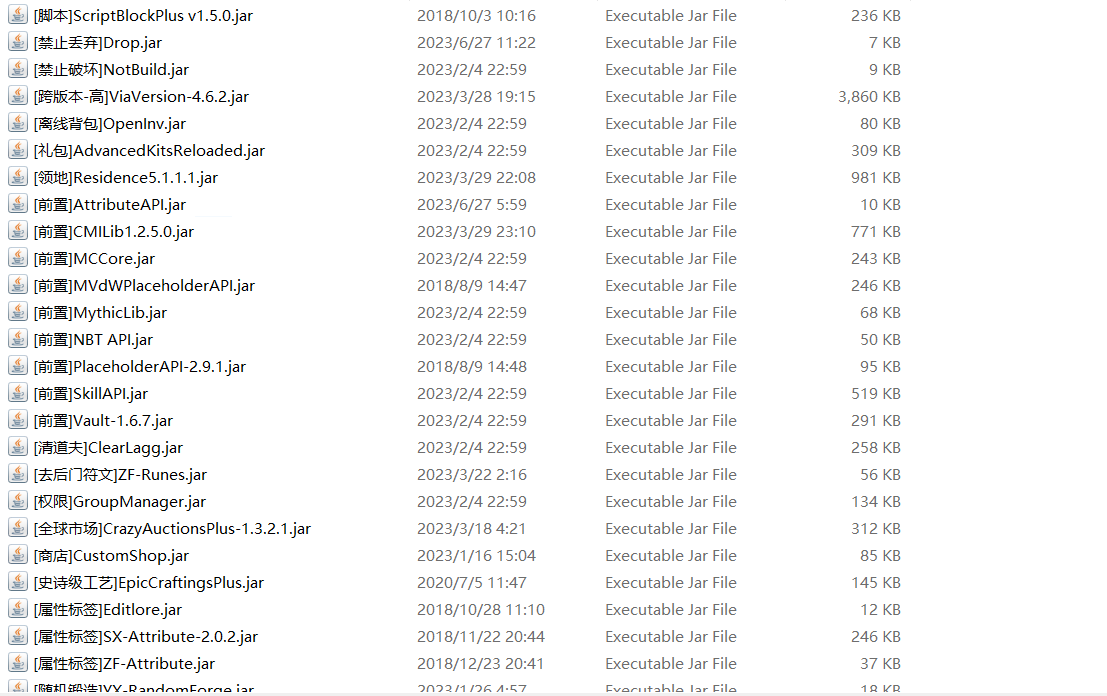 [脚本]ScriptBlockPlus v1.5.0.jar 2018/10/3 10:16 Executable Jar File 236 KB
[禁止丢弃]Drop.jar 2023/6/27 11:22 Executable Jar File 7 KB
[禁止破坏]NotBuild.jar 2023/2/4 22:59 Executable Jar File 9 KB
[跨版本-高]ViaVersion-4.6.2.jar 2023/3/28 19:15 Executable Jar File 3,860 KB
[离线背包]OpenInv.jar 2023/2/4 22:59 Executable Jar File 80 KB
[礼包]AdvancedKitsReloaded.jar 2023/2/4 22:59 Executable Jar File 309 KB
[领地]Residence5.1.1.1.jar 2023/3/29 22:08 Executable Jar File 981 KB
[前置]AttributeAPI.jar 2023/6/27 5:59 Executable Jar File 10 KB
[前置]CMILib1.2.5.0.jar 2023/3/29 23:10 Executable Jar File 771 KB
[前置]MCCore.jar 2023/2/4 22:59 Executable Jar File 243 KB
[前置]MVdWPlaceholderAPI.jar 2018/8/9 14:47 Executable Jar File 246 KB
[前置]MythicLib.jar 2023/2/4 22:59 Executable Jar File 68 KB
[前置]NBT API.jar 2023/2/4 22:59 Executable Jar File 50 KB
[前置]PlaceholderAPI-2.9.1.jar 2018/8/9 14:48 Executable Jar File 95 KB
[前置]SkillAPI.jar 2023/2/4 22:59 Executable Jar File 519 KB
[前置]Vault-1.6.7.jar 2023/2/4 22:59 Executable Jar File 291 KB
[清道夫]ClearLagg.jar 2023/2/4 22:59 Executable Jar File 258 KB
[去后门符文]ZF-Runes.jar 2023/3/22 2:16 Executable Jar File 56 KB
[权限]GroupManager.jar 2023/2/4 22:59 Executable Jar File 134 KB
[全球市场]CrazyAuctionsPlus-1.3.2.1.jar 2023/3/18 4:21 Executable Jar File 312 KB
[商店]CustomShop.jar 2023/1/16 15:04 Executable Jar File 85 KB
[史诗级工艺]EpicCraftingsPlus.jar 2020/7/5 11:47 Executable Jar File 145 KB
[属性标签]Editlore.jar 2018/10/28 11:10 Executable Jar File 12 KB
[属性标签]SX-Attribute-2.0.2.jar 2018/11/22 20:44 Executable Jar File 246 KB
[属性标签]ZF-Attribute.jar 2018/12/23 20:41 Executable Jar File 37 KB
[随机锻造]YX-RandomForge.jar 2023/1/26 4:57 Executable Jar File 18 KB